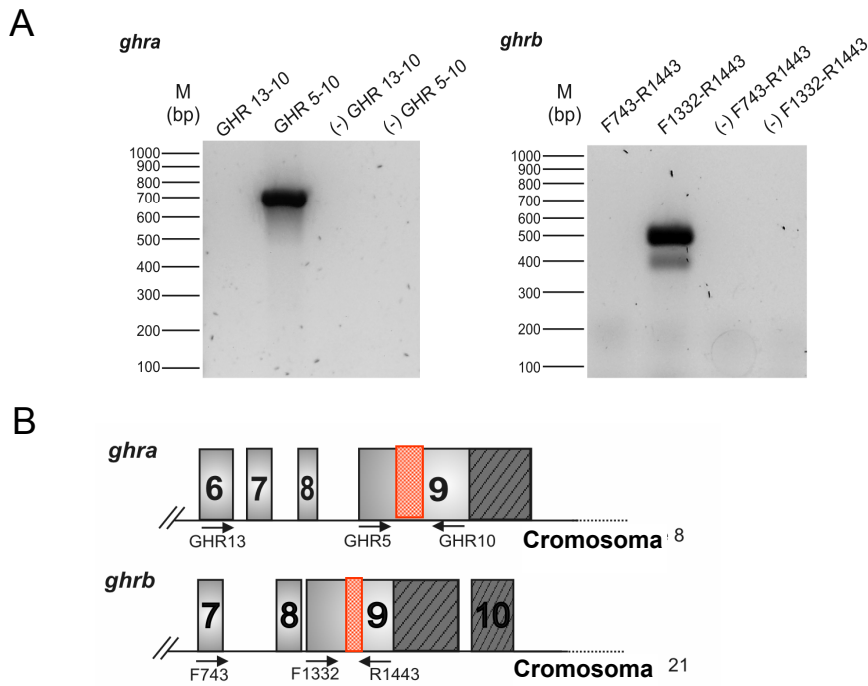 A
ghra
M
(bp)
GHR 13-10
GHR 5-10
(-) GHR 13-10
(-) GHR 5-10
1000
900
800
700
600
500
400
300
200
100
ghrb
M
(bp)
F743-R1443
F1332-R1443
(-) F743-R1443
(-) F1332-R1443
1000
900
800
700
600
500
400
300
200
100
B
ghra
6 7 8 9
GHR13 GHR5 GHR10 Cromosoma 8
ghrb
7 8 9 10
F743 F1332 R1443 Cromosoma 21